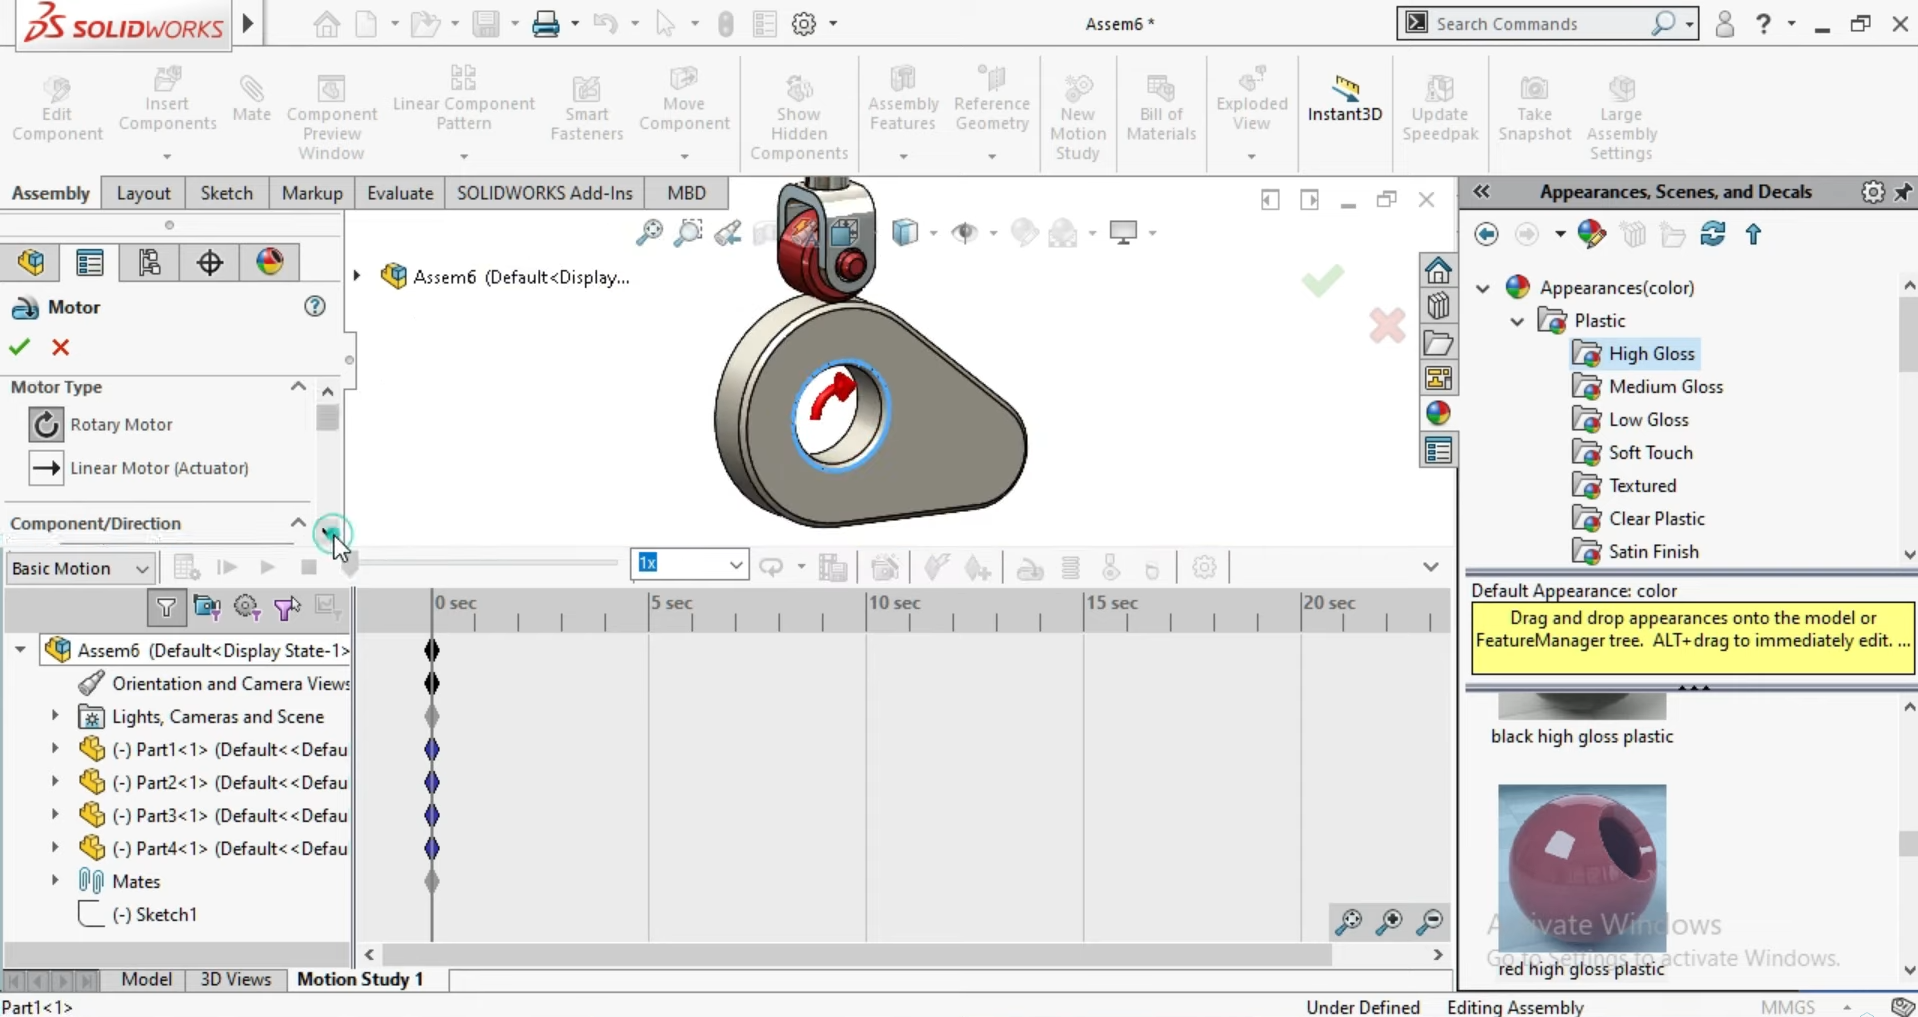 SOLIDWORKS
Assem6 *
Search Commands
?
Edit
Component
Insert
Components
Mate
Component
Preview
Window
Linear Component
Pattern
Smart
Fasteners
Move
Component
Show
Hidden
Components
Assembly
Features
Reference
Geometry
New
Motion
Study
Bill of
Materials
Exploded
View
Instant3D
Update
Speedpak
Take
Snapshot
Large
Assembly
Settings
Assembly
Layout
Sketch
Markup
Evaluate
SOLIDWORKS Add-Ins
MBD
Assem6 (Default<Display...
Motor
?
Motor Type
Rotary Motor
Linear Motor (Actuator)
Component/Direction
Basic Motion
1x
0 sec
5 sec
10 sec
15 sec
20 sec
Assem6 (Default<Display State-1>
Orientation and Camera Views
Lights, Cameras and Scene
(-) Part1<1> (Default<<Defau
(-) Part2<1> (Default<<Defau
(-) Part3<1> (Default<<Defau
(-) Part4<1> (Default<<Defau
Mates
(-) Sketch1
Model
3D Views
Motion Study 1
Part1<1>
Under Defined
Editing Assembly
MMGS
Appearances, Scenes, and Decals
Appearances(color)
Plastic
High Gloss
Medium Gloss
Low Gloss
Soft Touch
Textured
Clear Plastic
Satin Finish
Default Appearance: color
Drag and drop appearances onto the model or
FeatureManager tree. ALT+drag to immediately edit. ...
black high gloss plastic
red high gloss plastic
Activate Windows
Go to Settings to activate Windows.